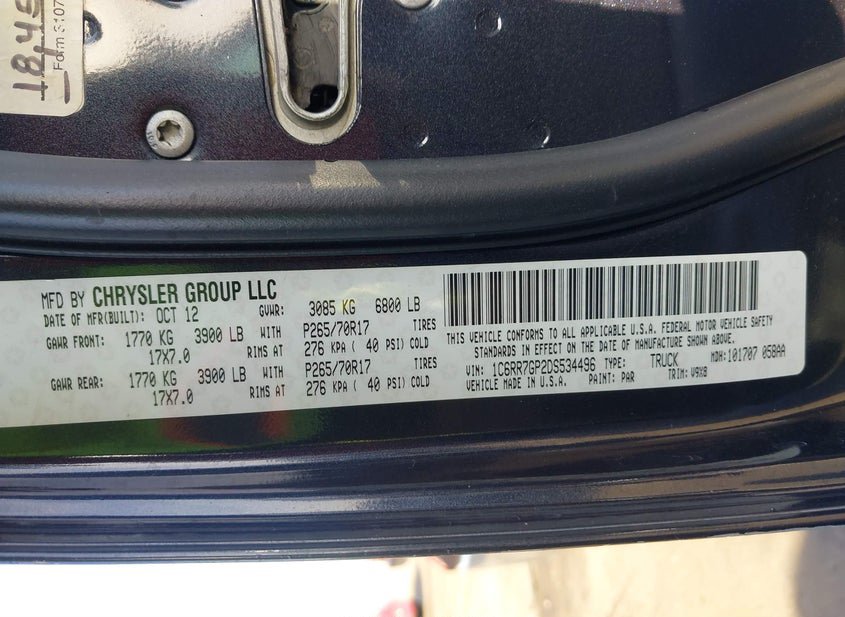 18,45
Form 3107
MFD BY CHRYSLER GROUP LLC
DATE OF MFR(BUILT): OCT 12 GVWR: 3085 KG 6800 LB
GAWR FRONT: 1770 KG 3900 LB WITH P265/70R17 TIRES
17X7.0 RIMS AT 276 KPA ( 40 PSI) COLD
GAWR REAR: 1770 KG 3900 LB WITH P265/70R17 TIRES
17X7.0 RIMS AT 276 KPA ( 40 PSI) COLD
THIS VEHICLE CONFORMS TO ALL APPLICABLE U.S.A. FEDERAL MOTOR VEHICLE SAFETY
STANDARDS IN EFFECT ON THE DATE OF MANUFACTURE SHOWN ABOVE.
VIN: 1C6RR7GP2DS534496 TYPE: TRUCK MDH: 101707 058AA
VEHICLE MADE IN U.S.A. PAINT: PAR TRIM: V9X8